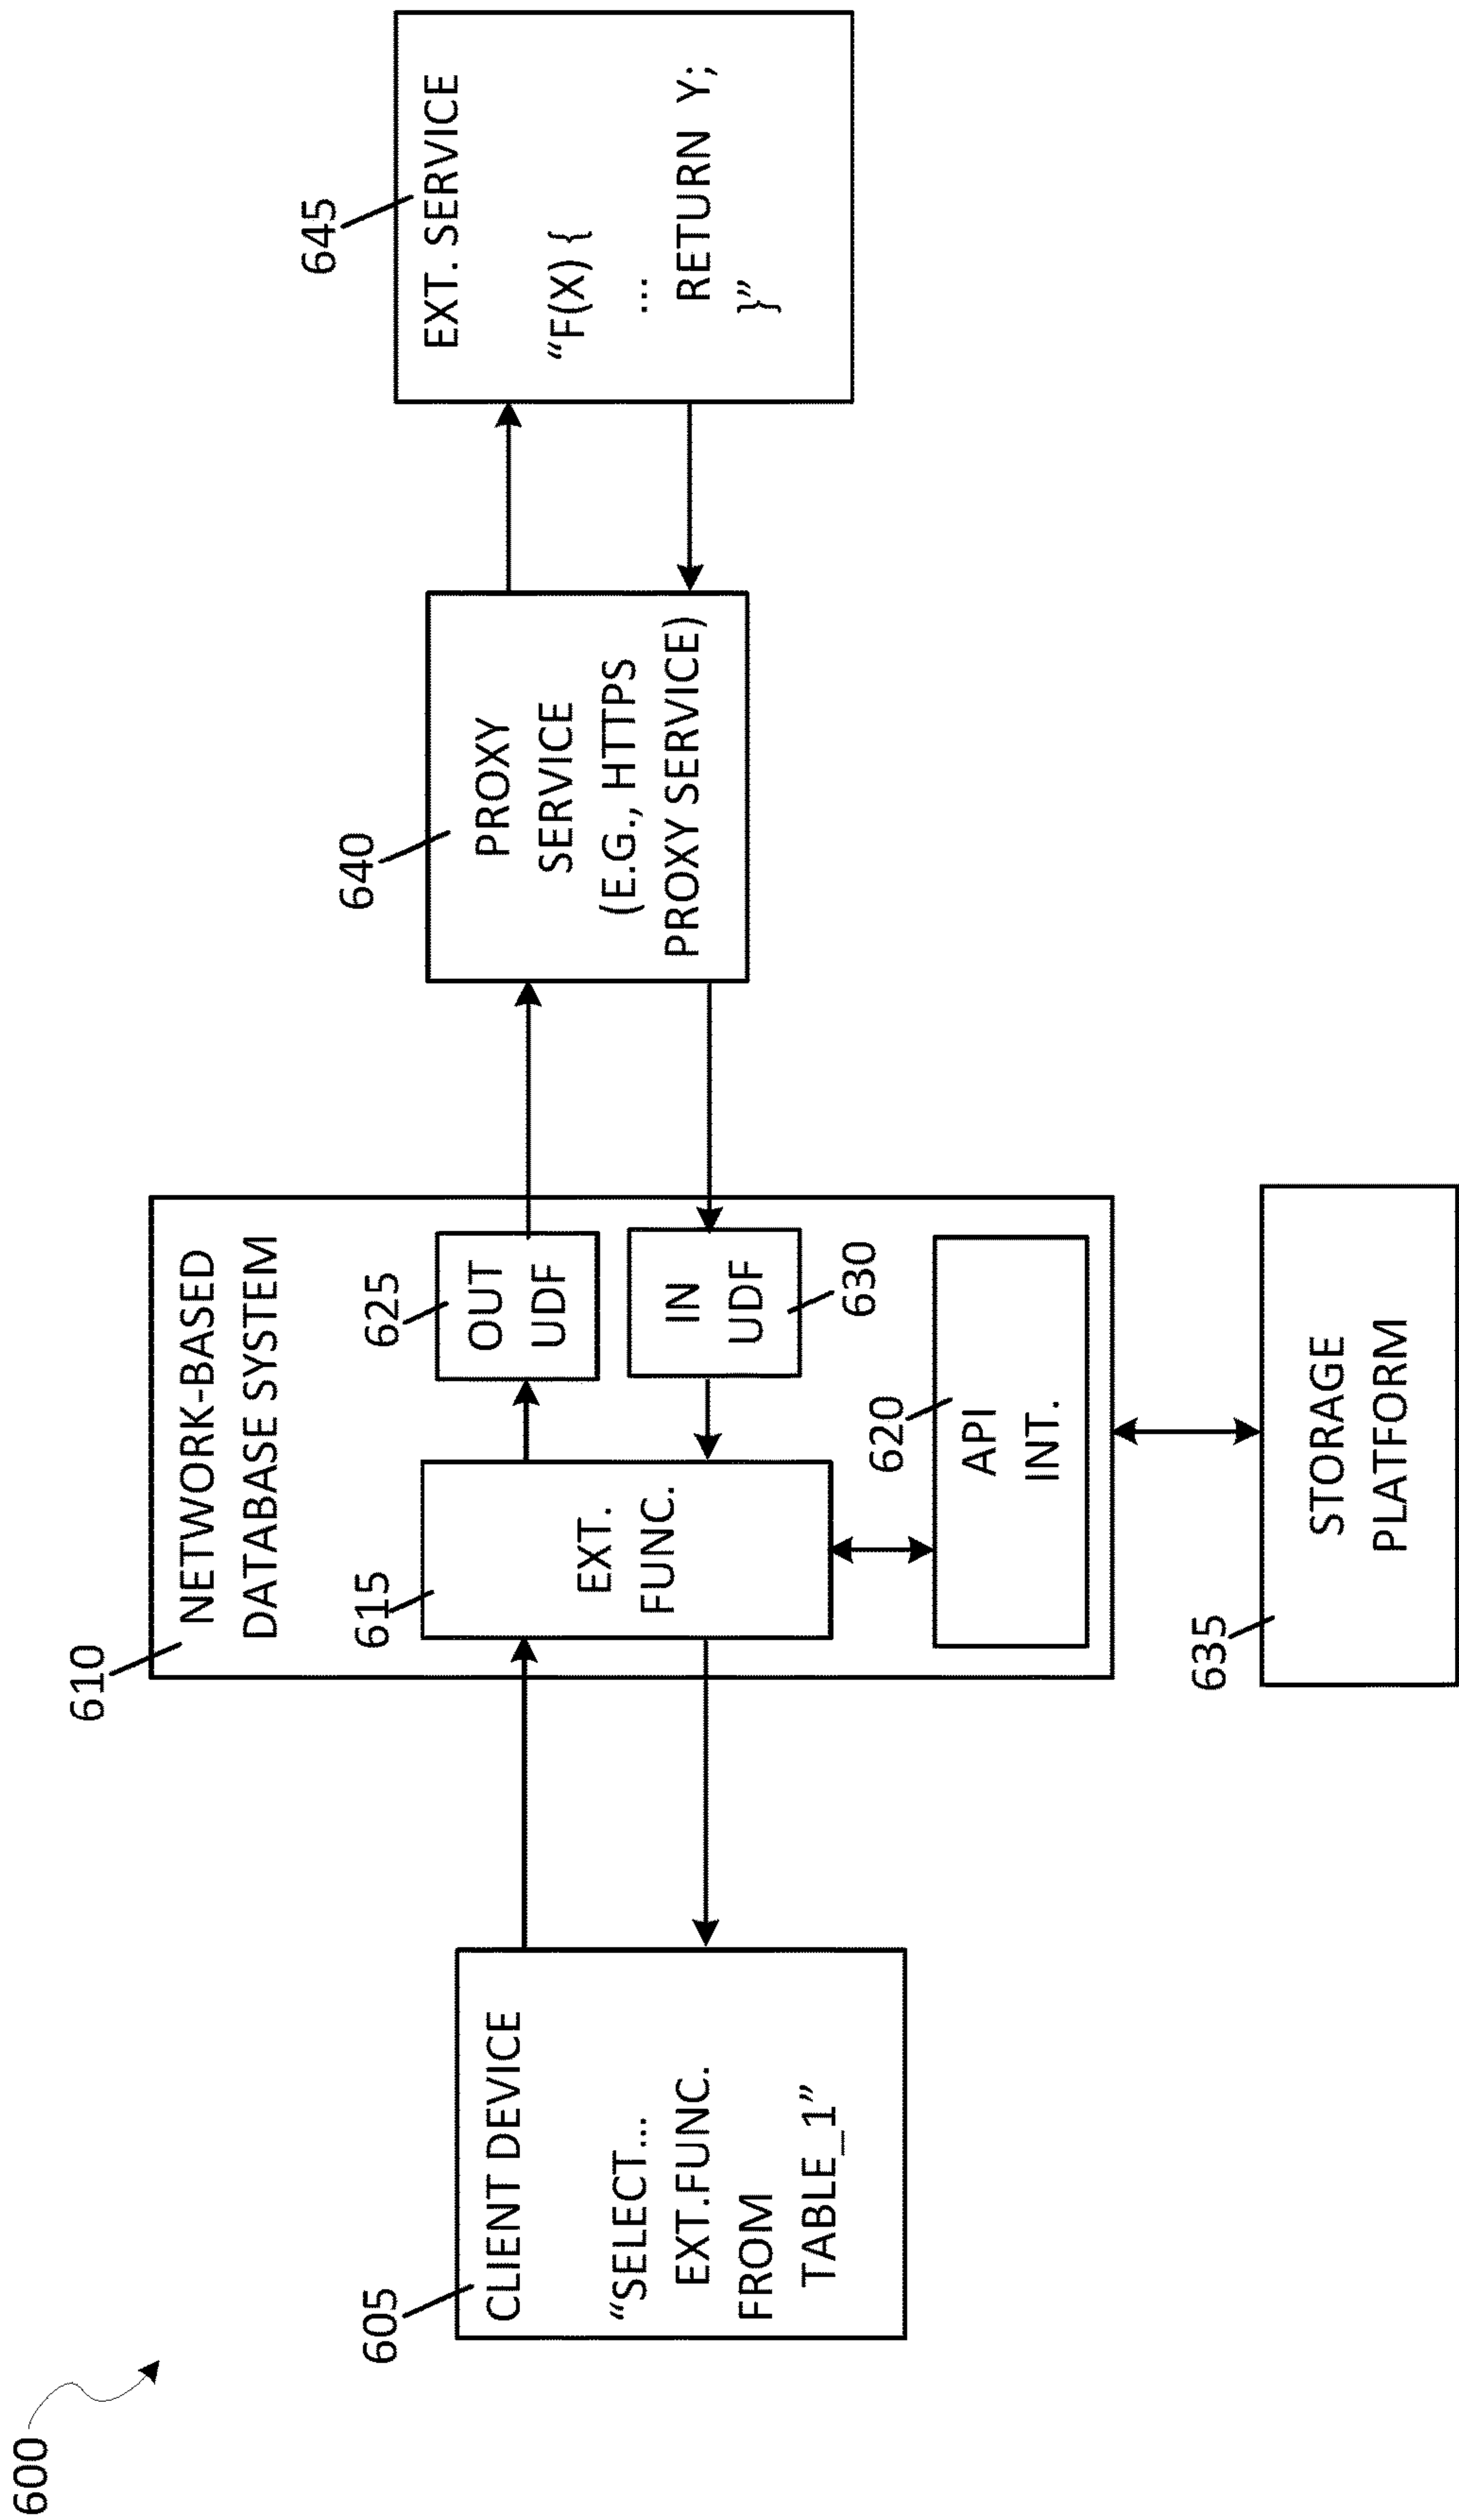 600
605
CLIENT DEVICE
“SELECT...
EXT.FUNC.
FROM
TABLE_1”
610
NETWORK-BASED
DATABASE SYSTEM
615
EXT.
FUNC.
625
OUT
UDF
IN
UDF
630
620
API
INT.
635
STORAGE
PLATFORM
640
PROXY
SERVICE
(E.G., HTTPS
PROXY SERVICE)
645
EXT. SERVICE
“F(X) {
...
RETURN Y;
}”